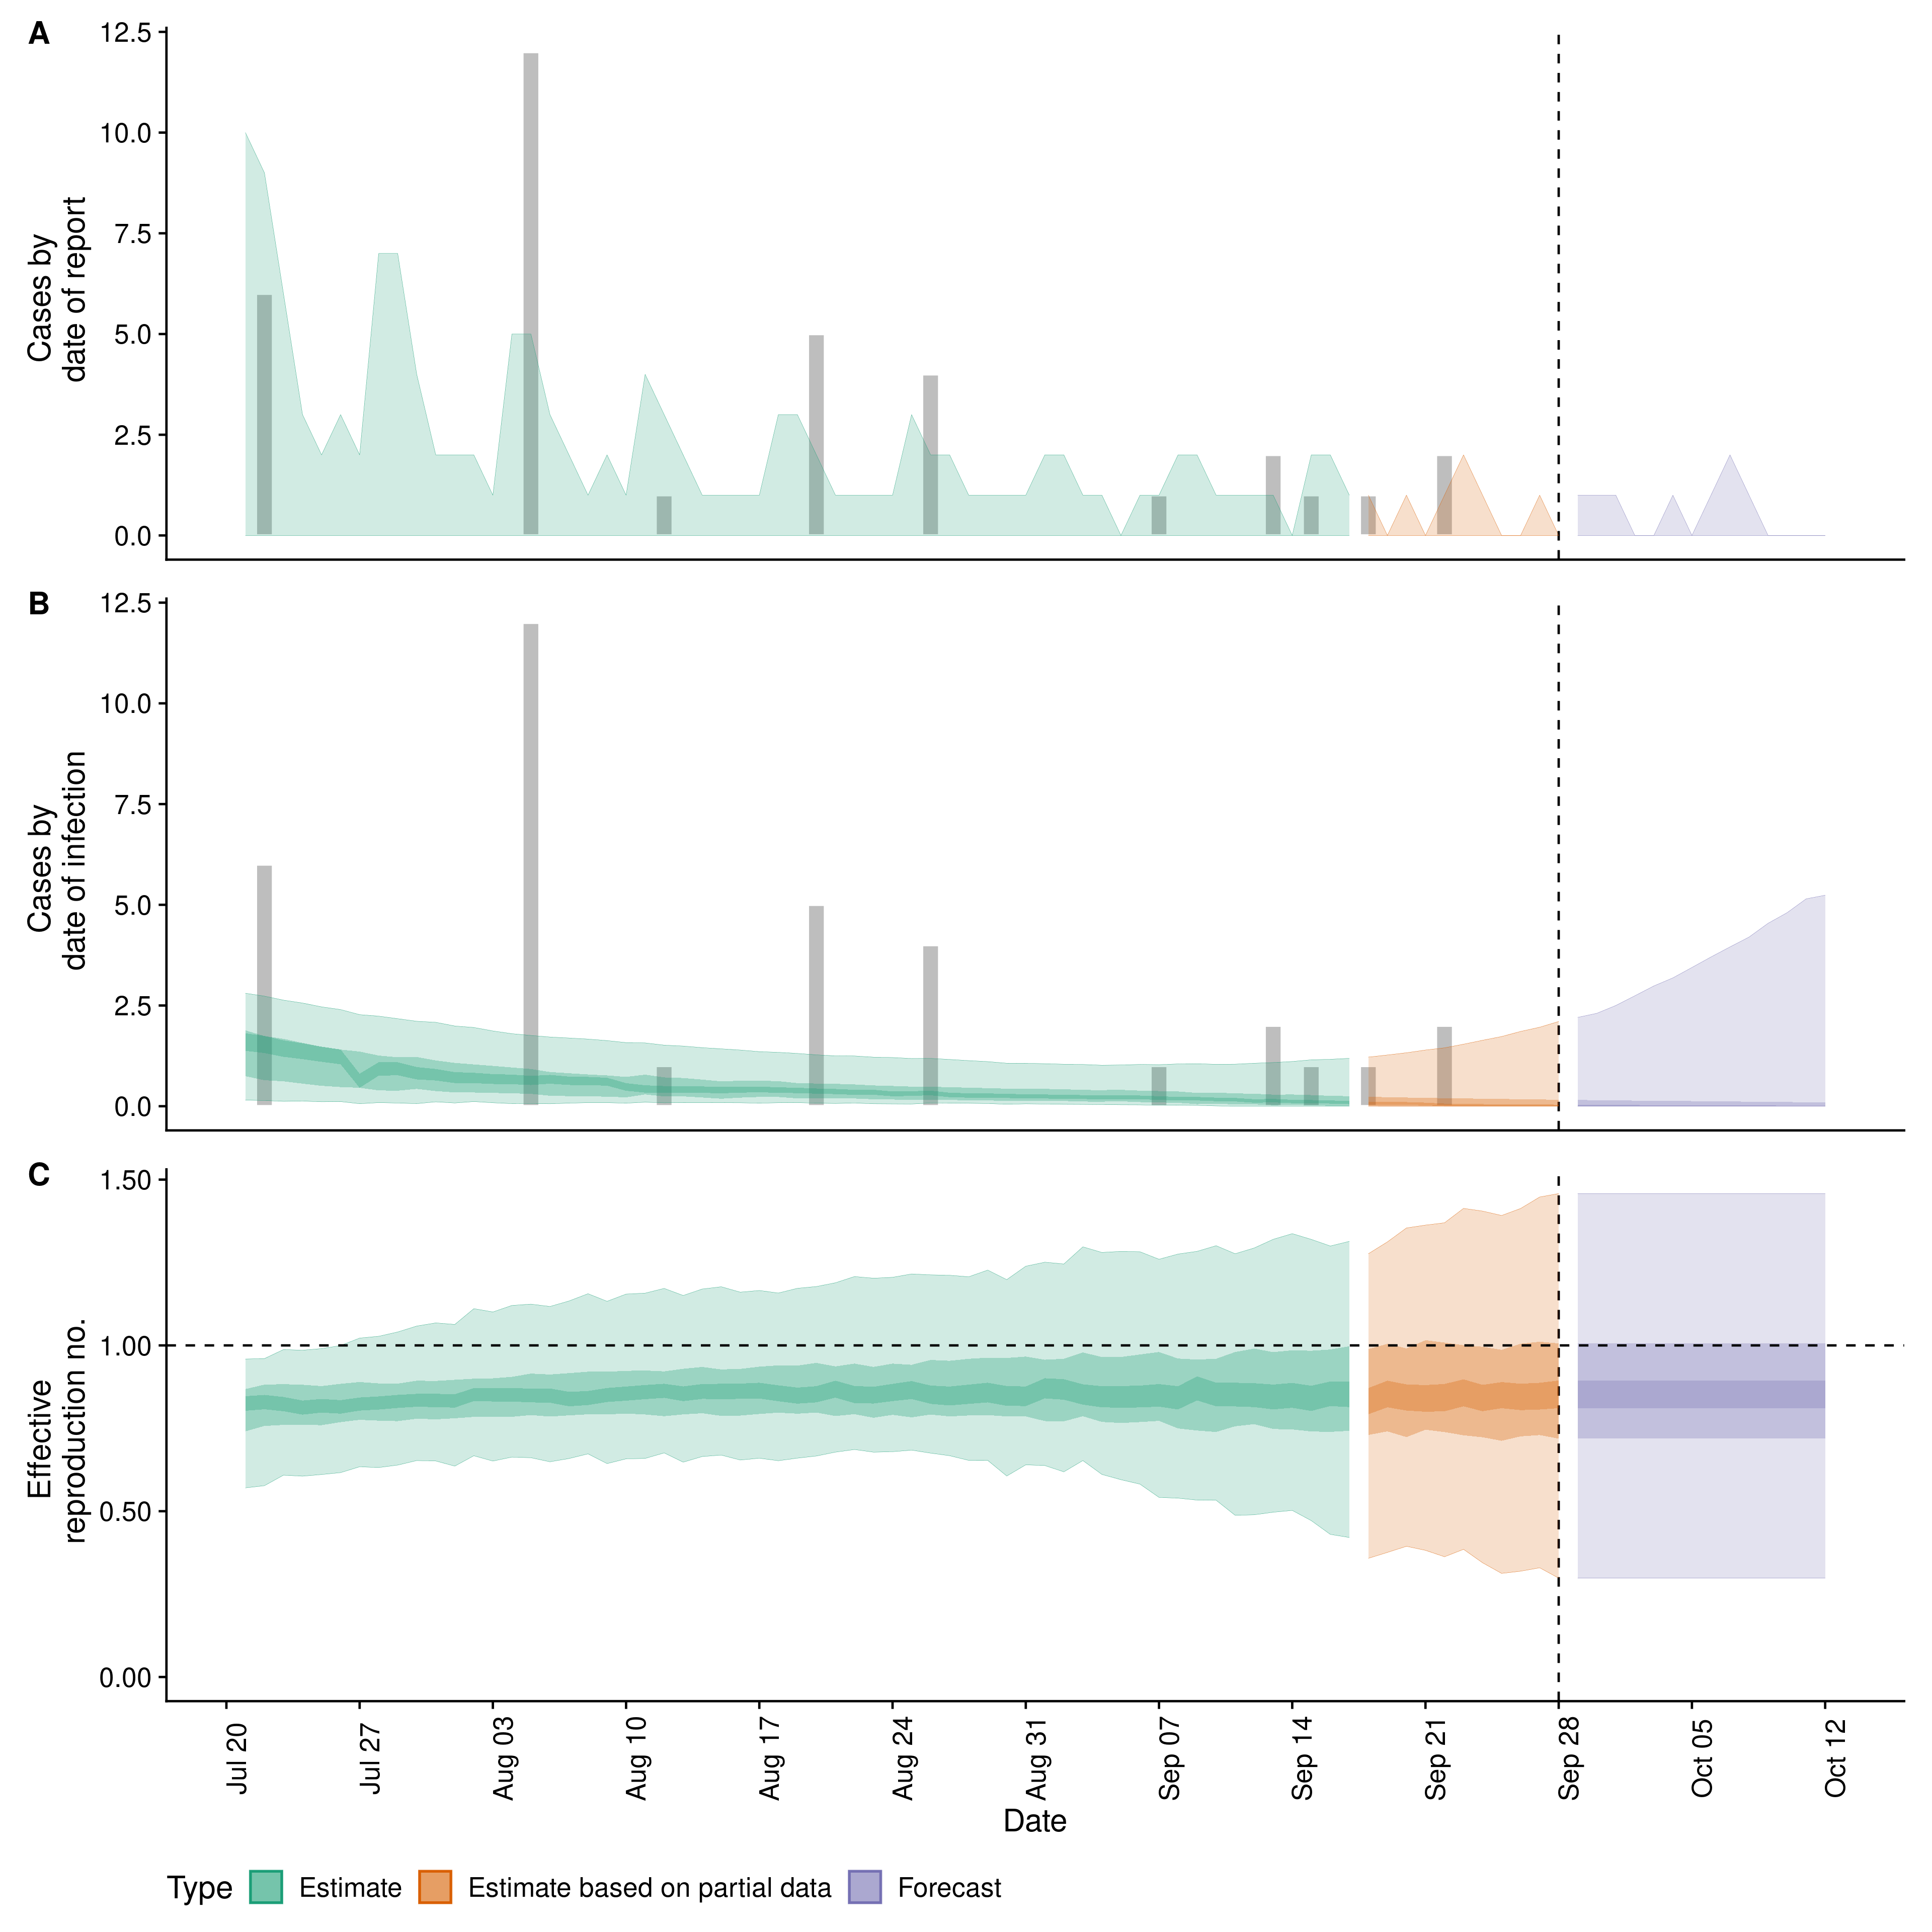 A
12.5
10.0
7.5
5.0
2.5
0.0
Cases by
date of report
B
12.5
10.0
7.5
5.0
2.5
0.0
Cases by
date of infection
C
1.50
1.00
0.50
0.00
Effective
reproduction no.
Jul 20
Jul 27
Aug 03
Aug 10
Aug 17
Aug 24
Aug 31
Sep 07
Sep 14
Sep 21
Sep 28
Oct 05
Oct 12
Date
Type Estimate Estimate based on partial data Forecast